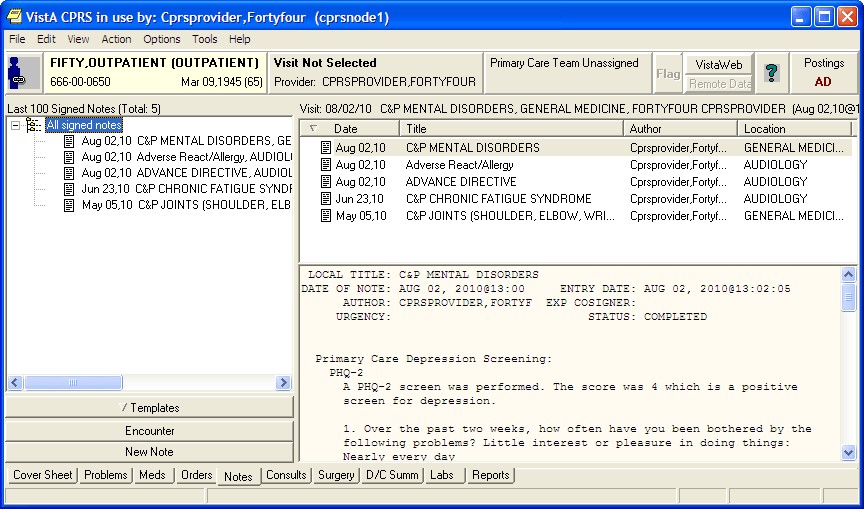 VistA CPRS in use by: Cprsprovider,Fortyfour (cprsnode1)
File Edit View Action Options Tools Help
FIFTY,OUTPATIENT (OUTPATIENT)
666-00-0650 Mar 09,1945 (65)
Visit Not Selected
Provider: CPRSPROVIDER,FORTYFOUR
Primary Care Team Unassigned
Flag
VistaWeb
Remote Data
?
Postings
AD
Last 100 Signed Notes (Total: 5)
All signed notes
Aug 02,10 C&P MENTAL DISORDERS, GE
Aug 02,10 Adverse React/Allergy, AUDIOL
Aug 02,10 ADVANCE DIRECTIVE, AUDIO
Jun 23,10 C&P CHRONIC FATIGUE SYNDR
May 05,10 C&P JOINTS (SHOULDER, ELB
Templates
Encounter
New Note
Visit: 08/02/10 C&P MENTAL DISORDERS, GENERAL MEDICINE, FORTYFOUR CPRSPROVIDER (Aug 02,10@1
Date Title Author Location
Aug 02,10 C&P MENTAL DISORDERS Cprsprovider,Fortyf... GENERAL MEDICI...
Aug 02,10 Adverse React/Allergy Cprsprovider,Fortyf... AUDIOLOGY
Aug 02,10 ADVANCE DIRECTIVE Cprsprovider,Fortyf... AUDIOLOGY
Jun 23,10 C&P CHRONIC FATIGUE SYNDROME Cprsprovider,Fortyf... AUDIOLOGY
May 05,10 C&P JOINTS (SHOULDER, ELBOW, WRI... Cprsprovider,Fortyf... GENERAL MEDICI...
LOCAL TITLE: C&P MENTAL DISORDERS
DATE OF NOTE: AUG 02, 2010@13:00 ENTRY DATE: AUG 02, 2010@13:02:05
AUTHOR: CPRSPROVIDER,FORTYF EXP COSIGNER:
URGENCY: STATUS: COMPLETED
Primary Care Depression Screening:
PHQ-2
A PHQ-2 screen was performed. The score was 4 which is a positive
screen for depression.
1. Over the past two weeks, how often have you been bothered by the
following problems? Little interest or pleasure in doing things:
Nearly every day
Cover Sheet Problems Meds Orders Notes Consults Surgery D/C Summ Labs Reports